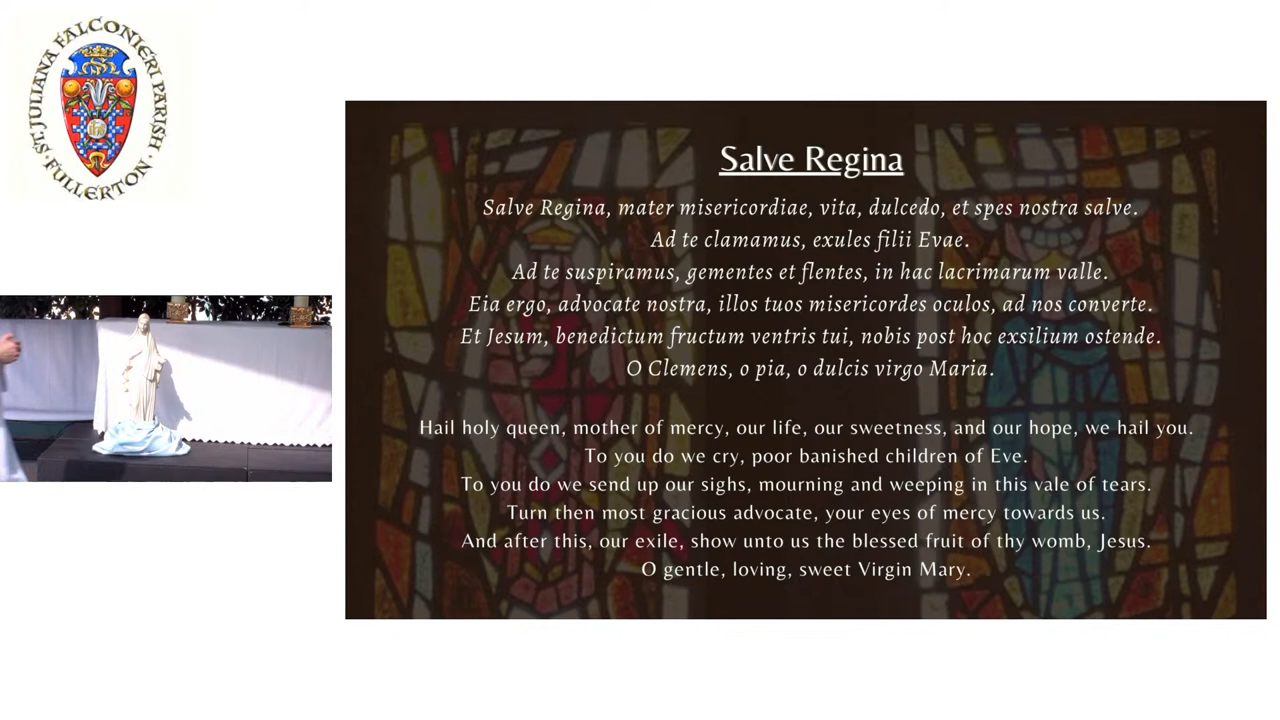 ST. JULIANA FALCONIERI PARISH · FULLERTON ·
Salve Regina
Salve Regina, mater misericordiae, vita, dulcedo, et spes nostra salve.
Ad te clamamus, exules filii Evae.
Ad te suspiramus, gementes et flentes, in hac lacrimarum valle.
Eia ergo, advocate nostra, illos tuos misericordes oculos, ad nos converte.
Et Jesum, benedictum fructum ventris tui, nobis post hoc exsilium ostende.
O Clemens, o pia, o dulcis virgo Maria.
Hail holy queen, mother of mercy, our life, our sweetness, and our hope, we hail you.
To you do we cry, poor banished children of Eve.
To you do we send up our sighs, mourning and weeping in this vale of tears.
Turn then most gracious advocate, your eyes of mercy towards us.
And after this, our exile, show unto us the blessed fruit of thy womb, Jesus.
O gentle, loving, sweet Virgin Mary.